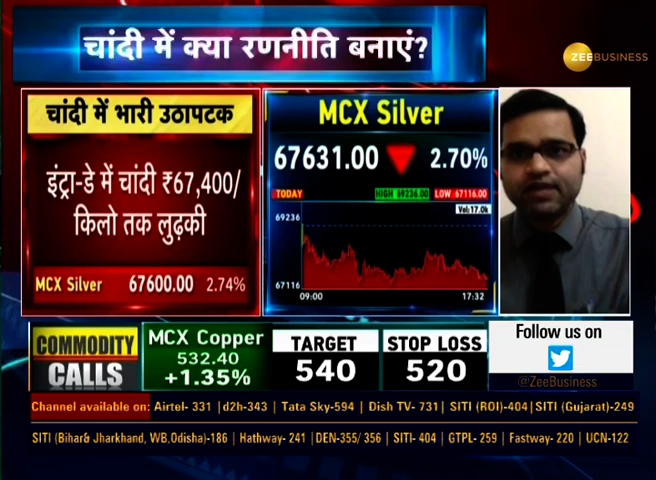 चांदी में क्या रणनीति बनाएं?
ZEEBUSINESS
चांदी में भारी उठापटक
इंट्रा-डे में चांदी ₹67,400/
किलो तक लुढ़की
MCX Silver 67600.00 2.74%
MCX Silver
67631.00 2.70%
TODAY HIGH 69236.00 LOW 67116.00
Vol:17.0k
69236
67116
09:00 17:32
COMMODITY
CALLS
MCX Copper
532.40
+1.35%
TARGET
540
STOP LOSS
520
Follow us on
@ZeeBusiness
Channel available on: Airtel- 331 | d2h-343 | Tata Sky-594 | Dish TV- 731 | SITI (ROI)-404 | SITI (Gujarat)-249
SITI (Bihar& Jharkhand, WB,Odisha)-186 | Hathway- 241 | DEN-355/ 356 | SITI- 404 | GTPL- 259 | Fastway- 220 | UCN-122